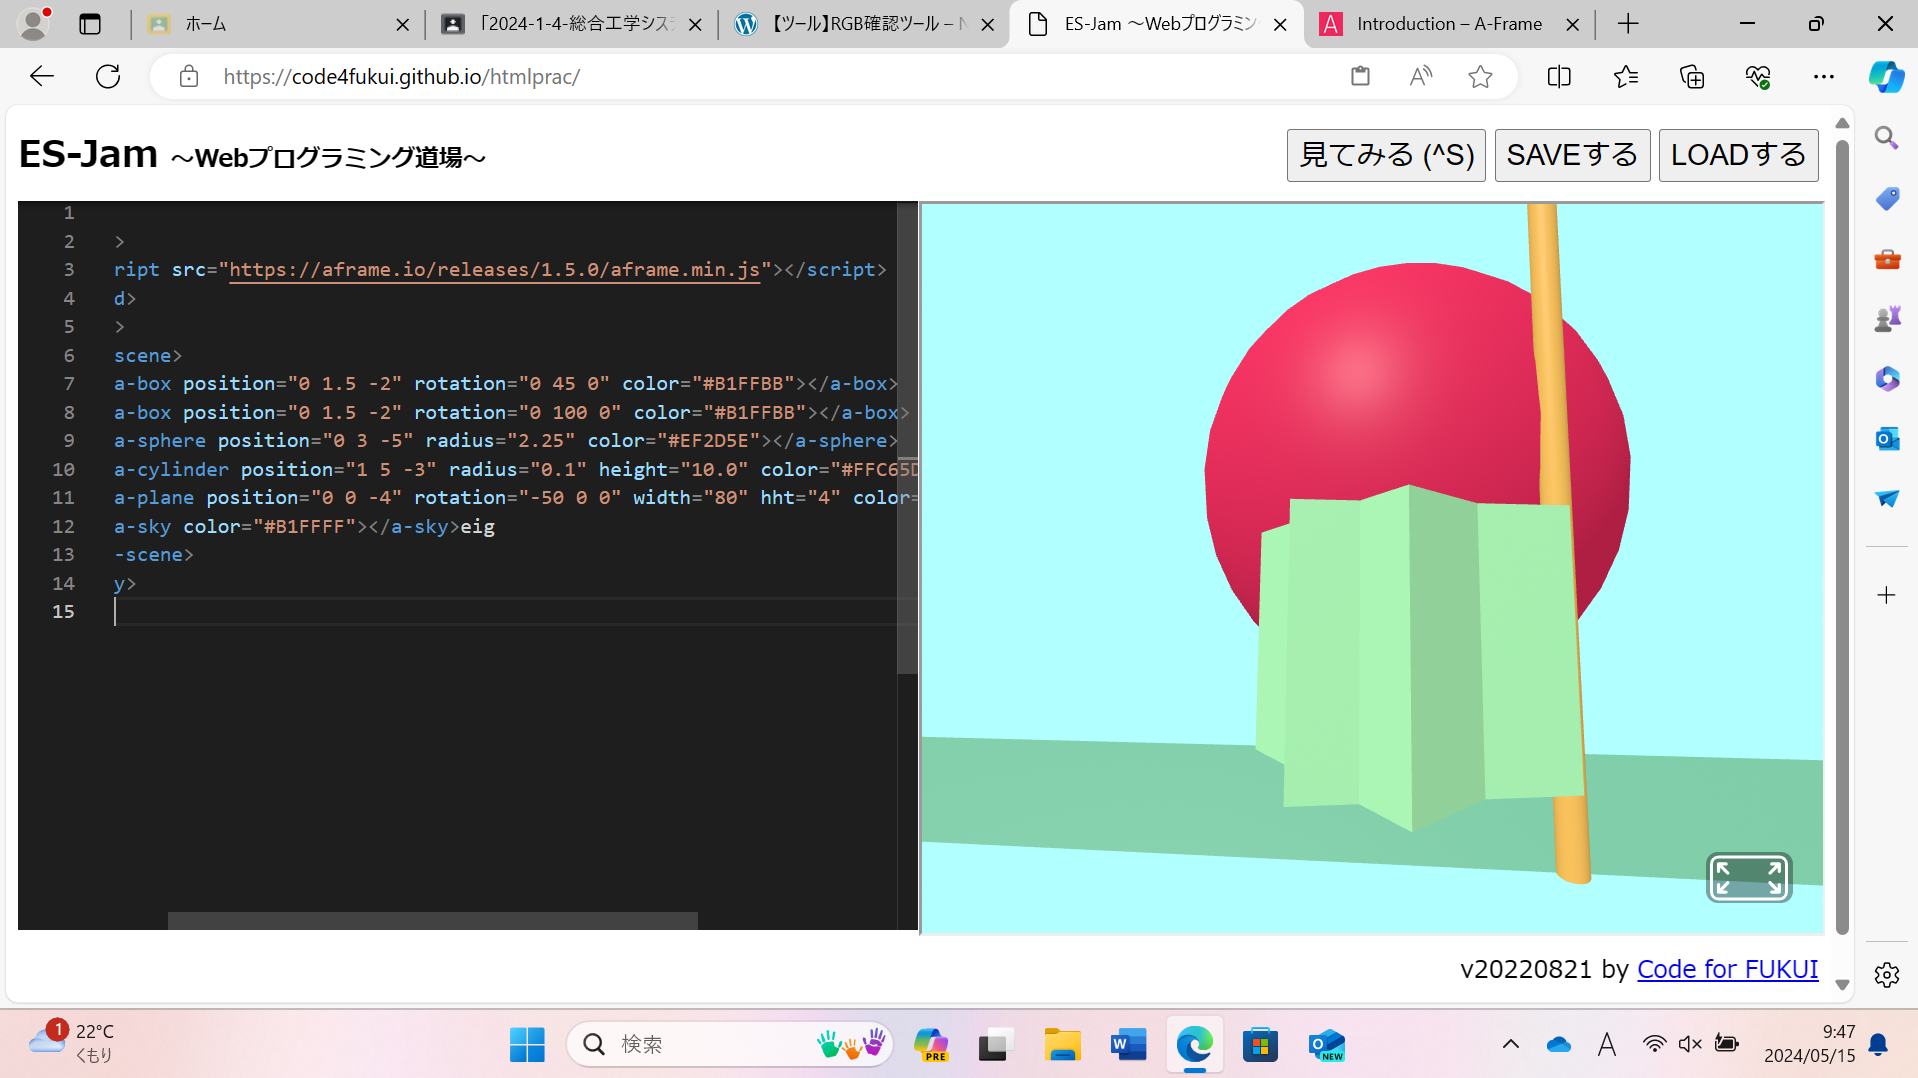 ホーム
「2024-1-4-総合工学シス
【ツール】RGB確認ツール –
ES-Jam ～Webプログラミン
Introduction – A-Frame
https://code4fukui.github.io/htmlprac/
ES-Jam ～Webプログラミング道場～
見てみる (^S)
SAVEする
LOADする
1
2 >
3 ript src="https://aframe.io/releases/1.5.0/aframe.min.js"></script>
4 d>
5 >
6 scene>
7 a-box position="0 1.5 -2" rotation="0 45 0" color="#B1FFBB"></a-box>
8 a-box position="0 1.5 -2" rotation="0 100 0" color="#B1FFBB"></a-box>
9 a-sphere position="0 3 -5" radius="2.25" color="#EF2D5E"></a-sphere>
10 a-cylinder position="1 5 -3" radius="0.1" height="10.0" color="#FFC65D
11 a-plane position="0 0 -4" rotation="-50 0 0" width="80" hht="4" color=
12 a-sky color="#B1FFFF"></a-sky>eig
13 -scene>
14 y>
15
v20220821 by Code for FUKUI
1
22°C
くもり
検索
PRE
NEW
A
9:47
2024/05/15